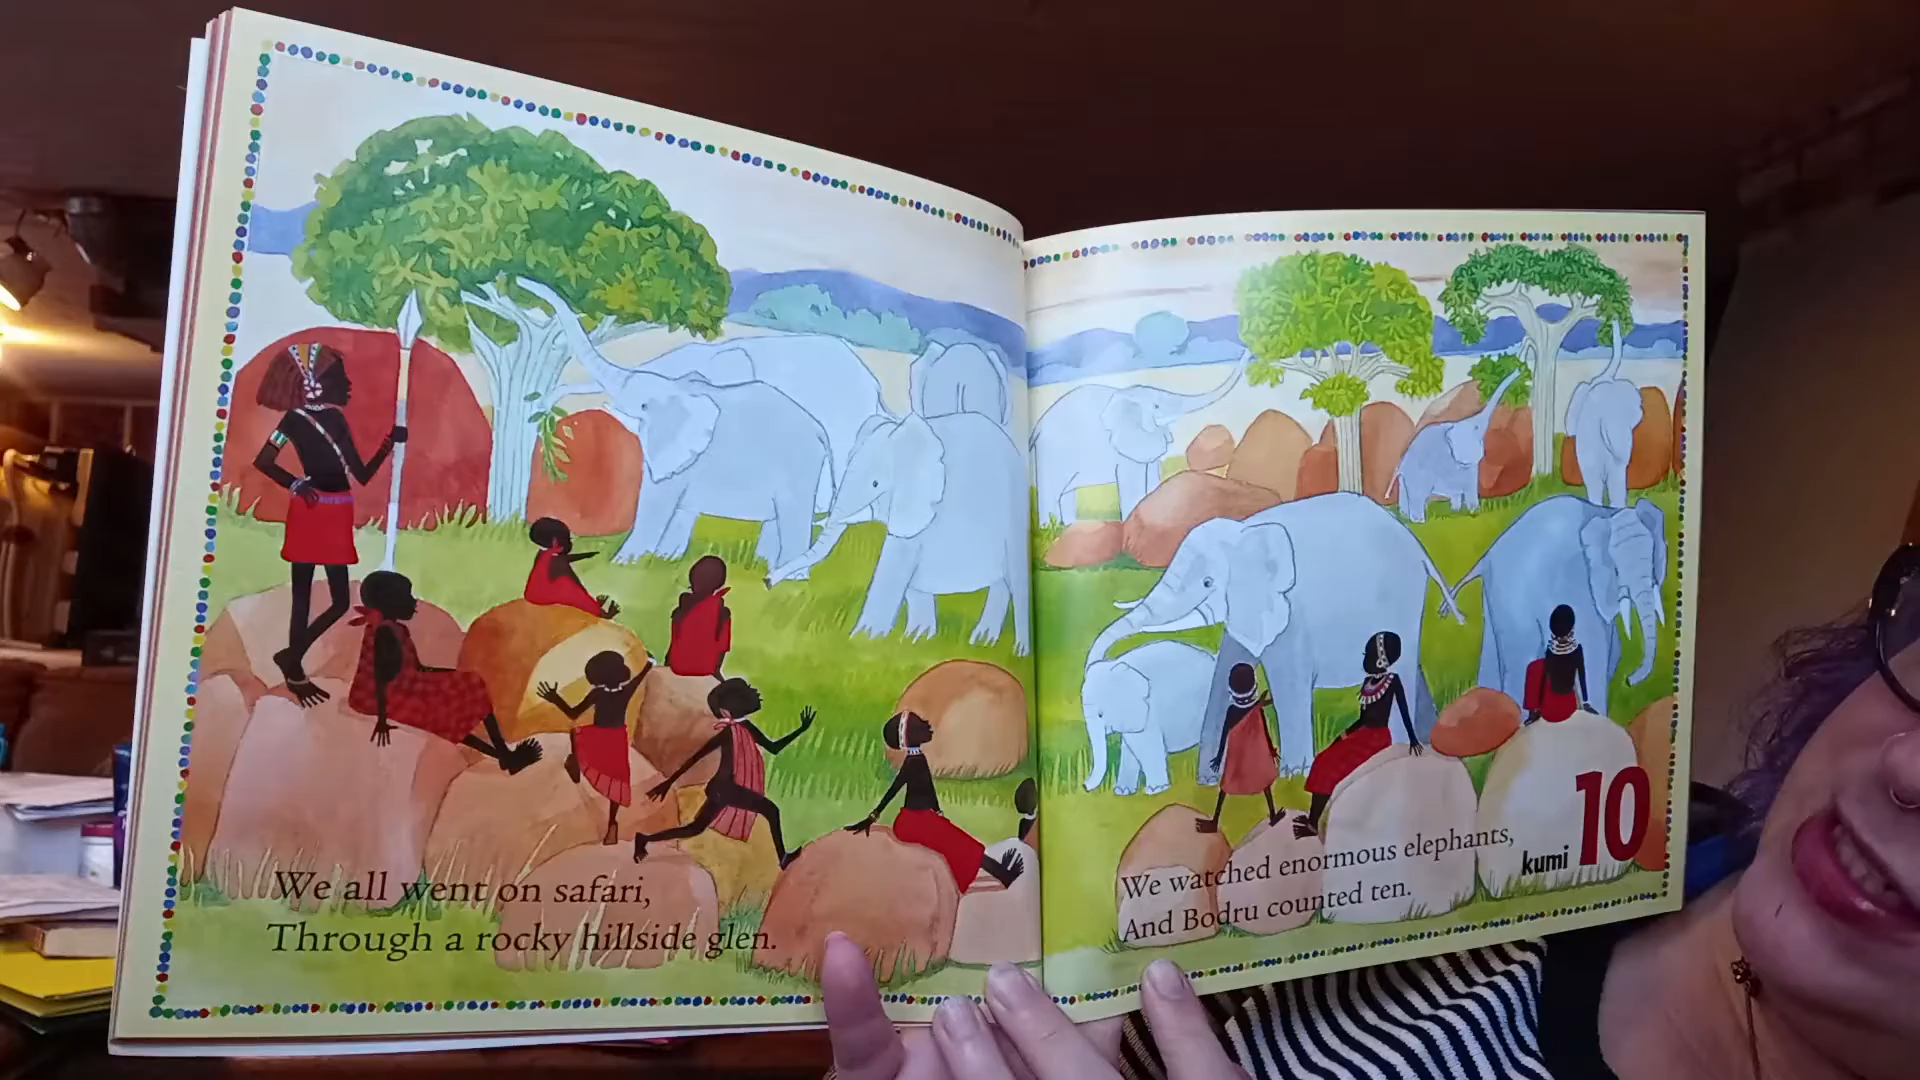 We all went on safari,
Through a rocky hillside glen.
We watched enormous elephants,
And Bodru counted ten.
kumi 10